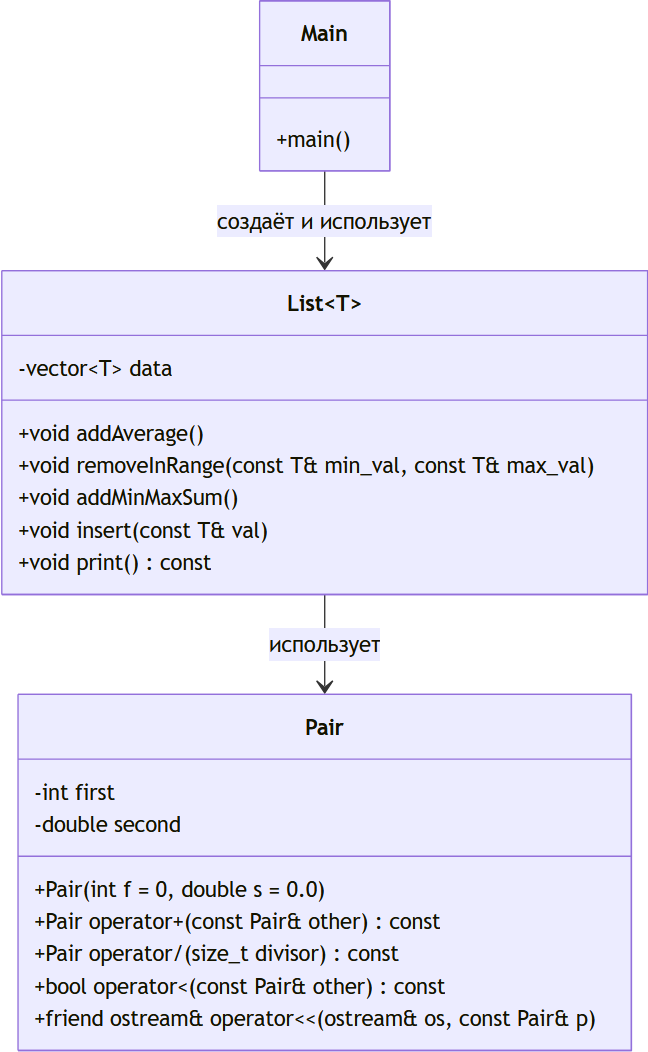 Main
+main()
создаёт и использует
List<T>
-vector<T> data
+void addAverage()
+void removeInRange(const T& min_val, const T& max_val)
+void addMinMaxSum()
+void insert(const T& val)
+void print() : const
использует
Pair
-int first
-double second
+Pair(int f = 0, double s = 0.0)
+Pair operator+(const Pair& other) : const
+Pair operator/(size_t divisor) : const
+bool operator<(const Pair& other) : const
+friend ostream& operator<<(ostream& os, const Pair& p)